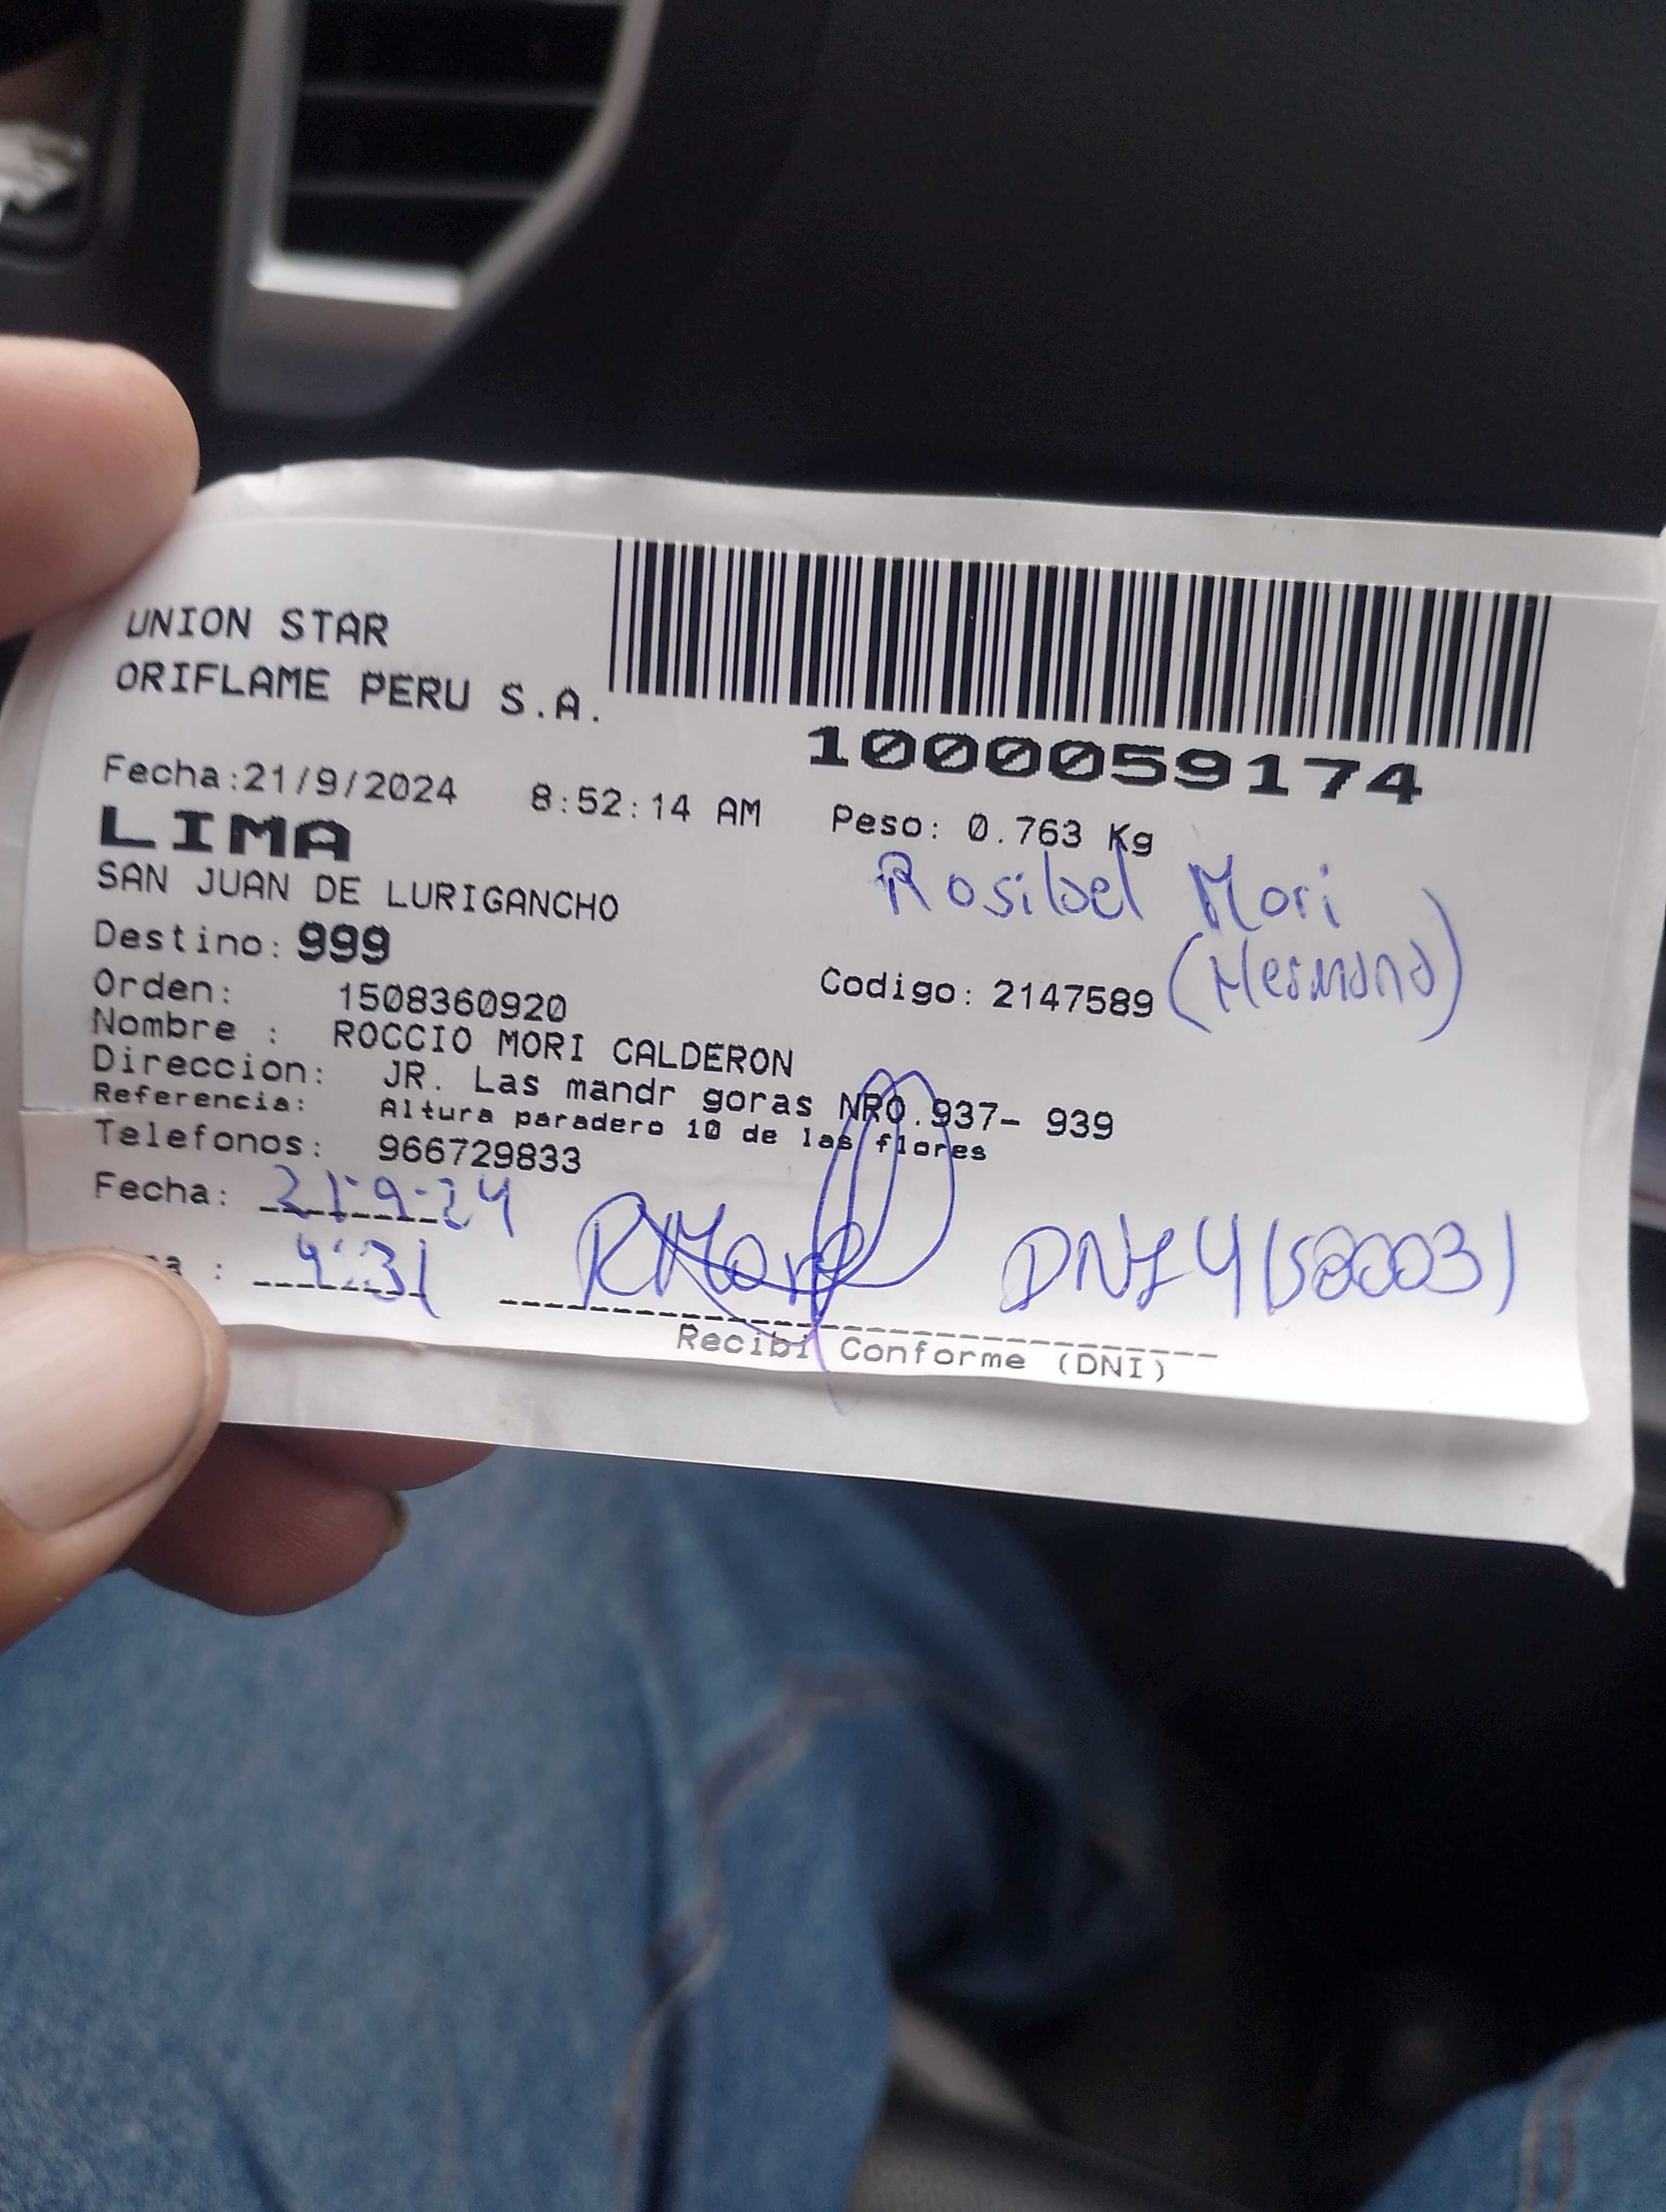 UNION STAR
ORIFLAME PERU S.A.
1000059174
Fecha:21/9/2024 8:52:14 AM Peso: 0.763 Kg
LIMA
Rosibel Mori
SAN JUAN DE LURIGANCHO
(Hermana)
Destino: 999
Orden: 1508360920 Codigo: 2147589
Nombre : ROCCIO MORI CALDERON
Direccion: JR. Las mandr goras NRO.937- 939
Referencia: Altura paradero 10 de las flores
Telefonos: 966729833
Fecha: 21-9-24
: 4:31 RMori DNI
Recibi Conforme (DNI)